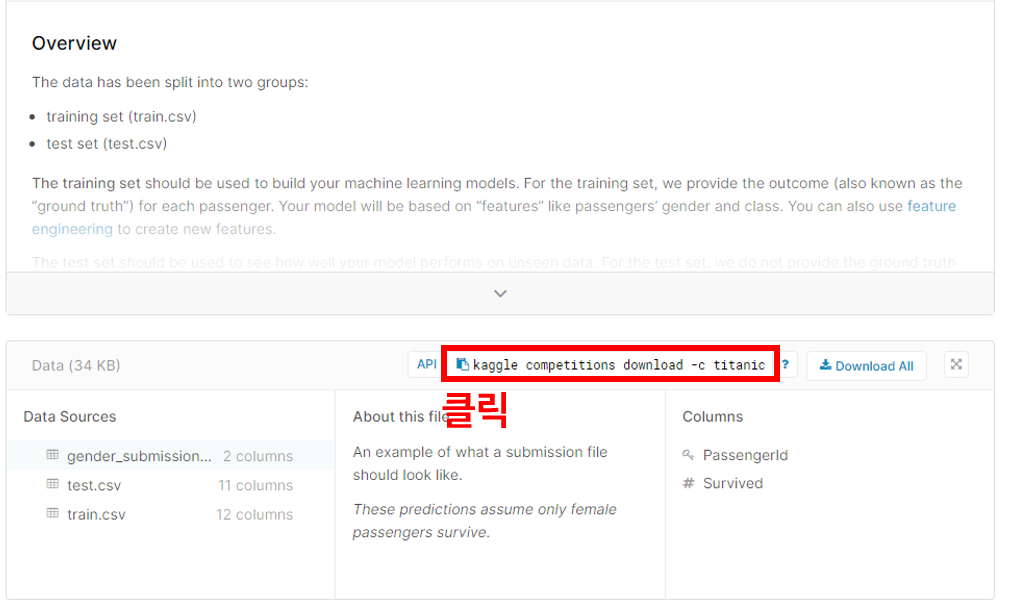 Overview
The data has been split into two groups:
training set (train.csv)
test set (test.csv)
The training set should be used to build your machine learning models. For the training set, we provide the outcome (also known as the
“ground truth”) for each passenger. Your model will be based on “features” like passengers’ gender and class. You can also use feature
engineering to create new features.
The test set should be used to see how well your model performs on unseen data. For the test set, we do not provide the ground truth
Data (34 KB)
API kaggle competitions download -c titanic ? Download All
클릭
Data Sources
gender_submission... 2 columns
test.csv 11 columns
train.csv 12 columns
About this file
An example of what a submission file
should look like.
These predictions assume only female
passengers survive.
Columns
PassengerId
# Survived